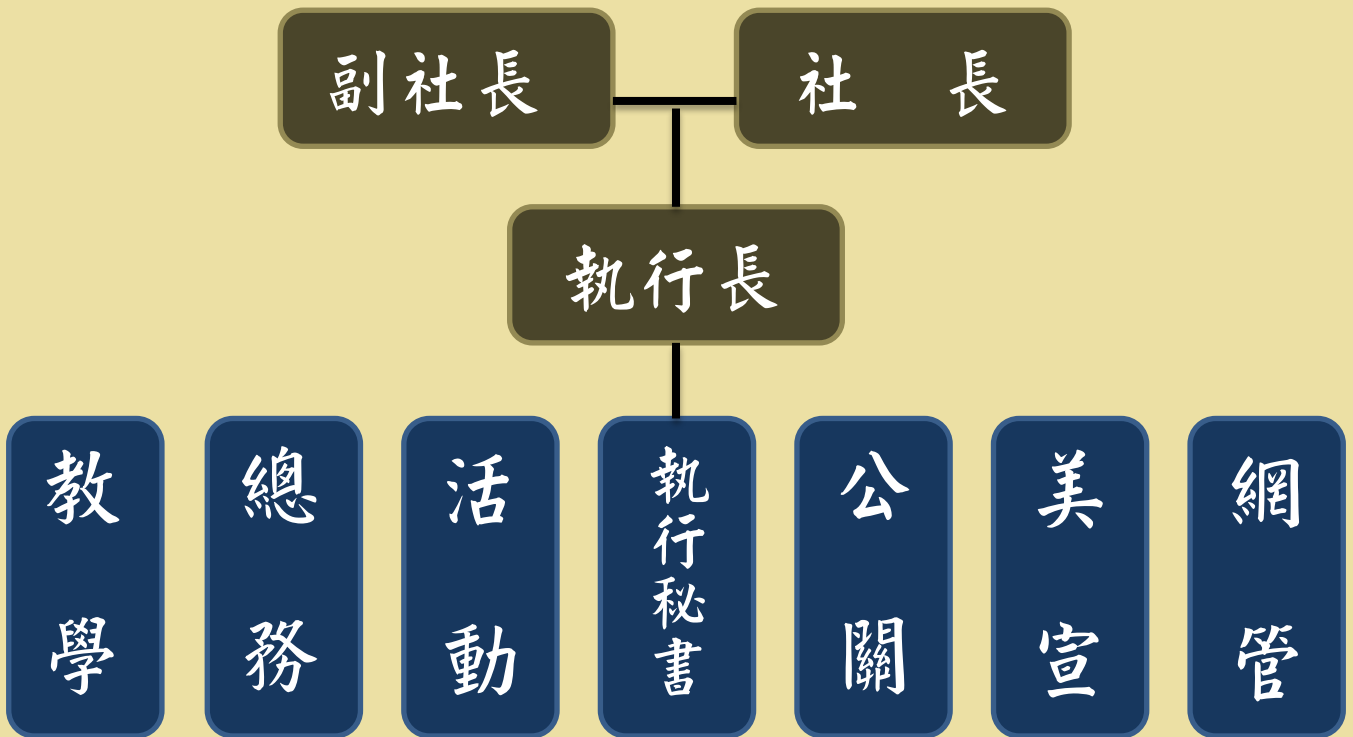 副社長
社　長
執行長
教學
總務
活動
執行秘書
公關
美宣
網管